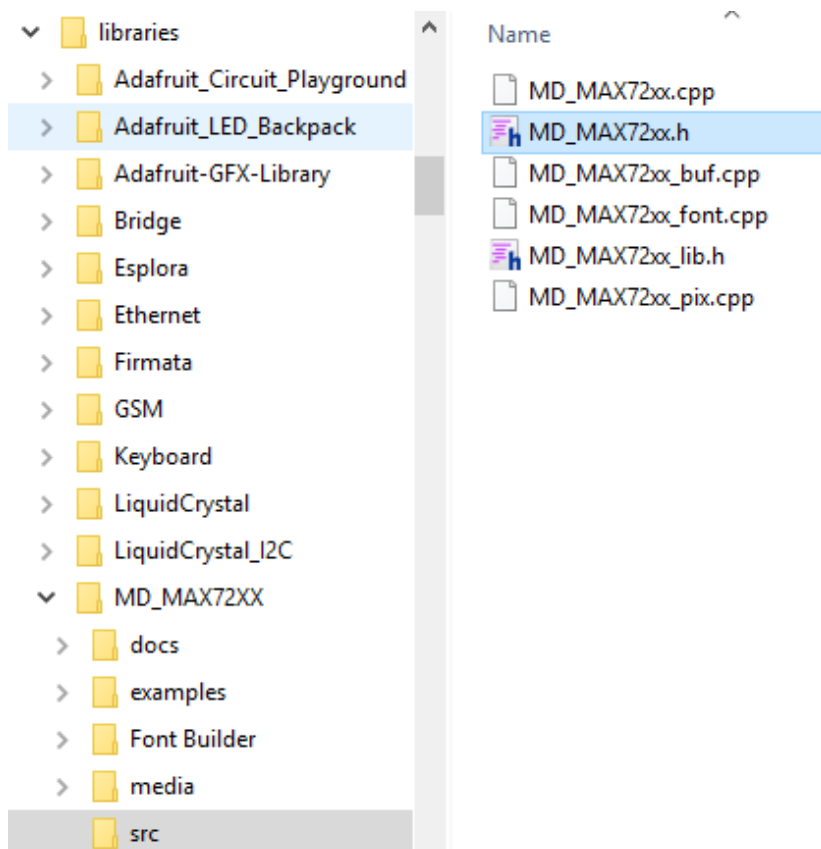 libraries
Adafruit_Circuit_Playground
Adafruit_LED_Backpack
Adafruit-GFX-Library
Bridge
Esplora
Ethernet
Firmata
GSM
Keyboard
LiquidCrystal
LiquidCrystal_I2C
MD_MAX72XX
docs
examples
Font Builder
media
src
Name
MD_MAX72xx.cpp
MD_MAX72xx.h
MD_MAX72xx_buf.cpp
MD_MAX72xx_font.cpp
MD_MAX72xx_lib.h
MD_MAX72xx_pix.cpp